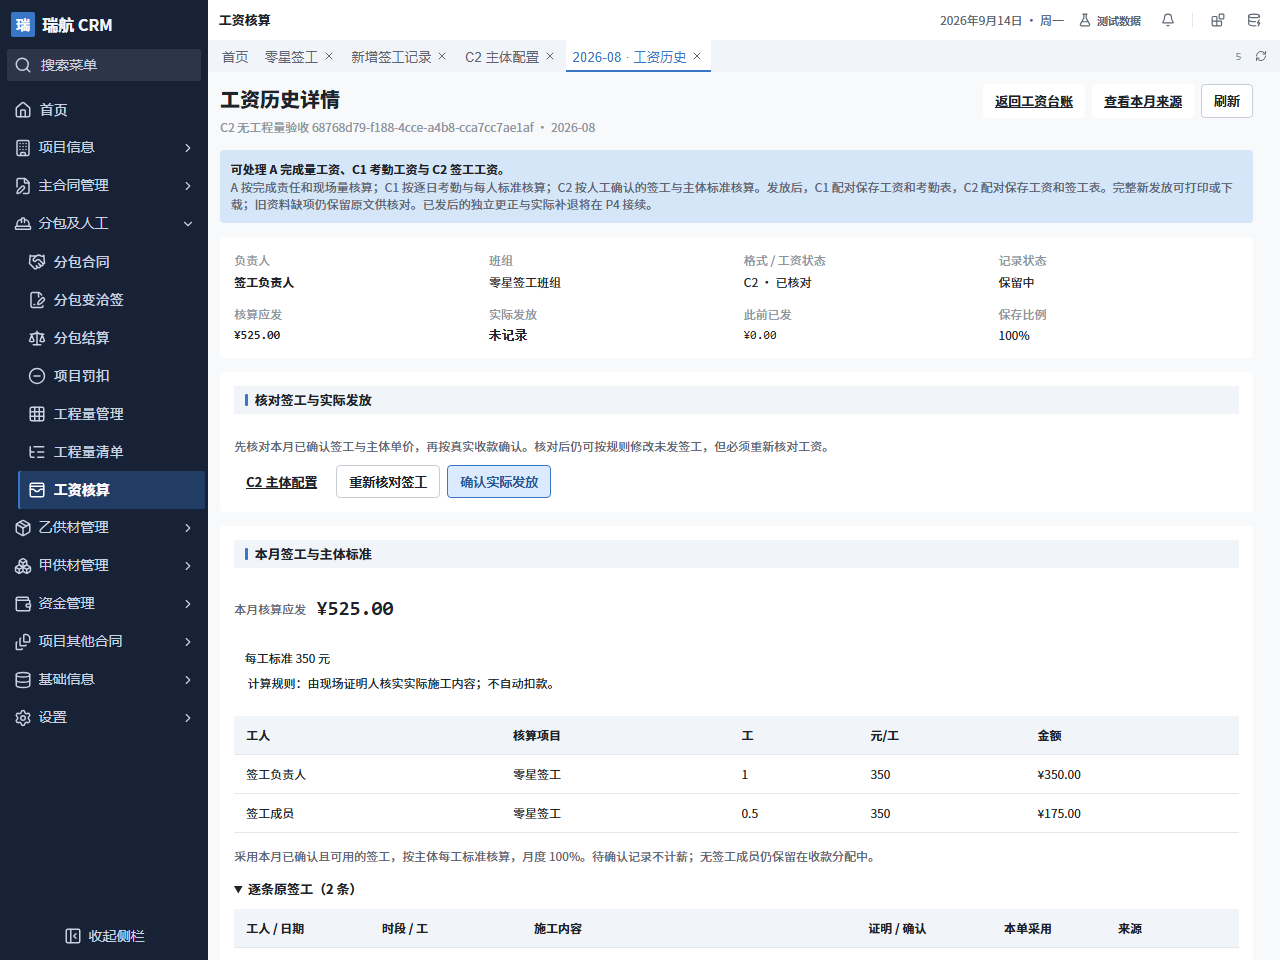 瑞 瑞航 CRM
搜索菜单
首页
项目信息
主合同管理
分包及人工
分包合同
分包变洽签
分包结算
项目罚扣
工程量管理
工程量清单
工资核算
乙供材管理
甲供材管理
资金管理
项目其他合同
基础信息
设置
收起侧栏
工资核算
2026年9月14日 · 周一 测试数据
首页 零星签工 × 新增签工记录 × C2 主体配置 × 2026-08 · 工资历史 × 5
工资历史详情
返回工资台账 查看本月来源 刷新
C2 无工程量验收 68768d79-f188-4cce-a4b8-cca7cc7ae1af · 2026-08
可处理 A 完成量工资、C1 考勤工资与 C2 签工工资。
A 按完成责任和现场量核算；C1 按逐日考勤与每人标准核算；C2 按人工确认的签工与主体标准核算。发放后，C1 配对保存工资和考勤表，C2 配对保存工资和签工表。完整新发放可打印或下
载；旧资料缺项仍保留原文供核对。已发后的独立更正与实际补退将在 P4 接续。
负责人 班组 格式 / 工资状态 记录状态
签工负责人 零星签工班组 C2 · 已核对 保留中
核算应发 实际发放 此前已发 保存比例
¥525.00 未记录 ¥0.00 100%
核对签工与实际发放
先核对本月已确认签工与主体单价，再按真实收款确认。核对后仍可按规则修改未发签工，但必须重新核对工资。
C2 主体配置 重新核对签工 确认实际发放
本月签工与主体标准
本月核算应发 ¥525.00
每工标准 350 元
计算规则：由现场证明人核实实际施工内容；不自动扣款。
工人 核算项目 工 元/工 金额
签工负责人 零星签工 1 350 ¥350.00
签工成员 零星签工 0.5 350 ¥175.00
采用本月已确认且可用的签工，按主体每工标准核算，月度 100%。待确认记录不计薪；无签工成员仍保留在收款分配中。
▼ 逐条原签工（2 条）
工人 / 日期 时段 / 工 施工内容 证明 / 确认 本单采用 来源